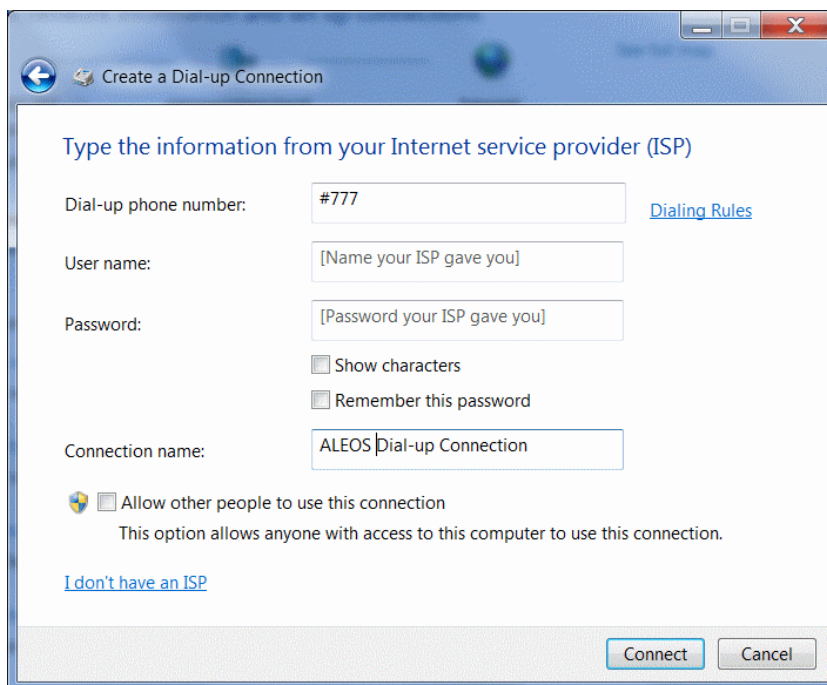 Create a Dial-up Connection
Type the information from your Internet service provider (ISP)
Dial-up phone number:
#777
Dialing Rules
User name:
[Name your ISP gave you]
Password:
[Password your ISP gave you]
Show characters
Remember this password
Connection name:
ALEOS Dial-up Connection
Allow other people to use this connection
This option allows anyone with access to this computer to use this connection.
I don't have an ISP
Connect
Cancel